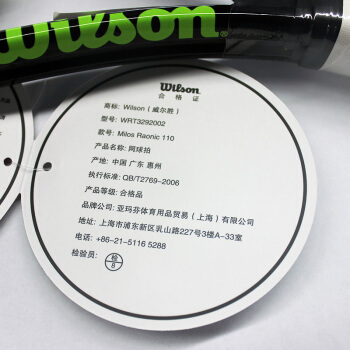 Wilson
Wilson
合格证
商标：Wilson（威尔胜）
型号：WRT3292002
款号：Milos Raonic 110
产品名称：网球拍
产地：中国 广东 惠州
执行标准：QB/T2769-2006
产品等级：合格品
品牌公司：亚玛芬体育用品贸易（上海）有限公司
地址：上海市浦东新区乳山路227号3楼A-33室
电话：+86-21-5116 5288
检验员：检8